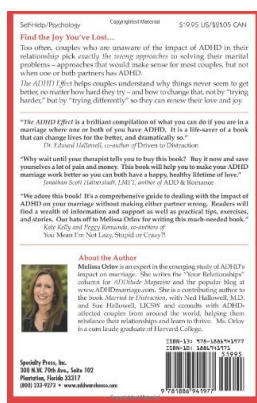 Self-Help/Psychology
Copyrighted Material
$19.95 US/$21.05 CAN
Find the Joy You've Lost...
Too often, couples who are unaware of the impact of ADHD in their
relationship pick exactly the wrong approaches to solving their marital
problems – approaches that would make sense for most couples, but not
when one or both partners has ADHD.
The ADHD Effect helps couples understand why things never seem to get
better, no matter how hard they try – and how to change that, not by "trying
harder," but by "trying differently" so they can renew their love and joy.
"The ADHD Effect is a brilliant compilation of what you can do if you are in a
marriage where one or both of you have ADHD. It is a life-saver of a book
that can change lives for the better, and dramatically so."
Dr. Edward Hallowell, co-author of Driven to Distraction
"Why wait until your therapist tells you to buy this book? Buy it now and save
yourselves a lot of pain and money. This book will help you to make your ADHD
marriage work better so you can both have a happy, healthy lifetime of love."
Jonathan Scott Halverstadt, LMFT, author of ADD & Romance
"We adore this book! It's a comprehensive guide to dealing with the impact of
ADHD on your marriage without making either partner wrong. Readers will
find a wealth of information and support as well as practical tips, exercises,
and stories. Our hats off to Melissa Orlov for writing this much-needed book."
Kate Kelly and Peggy Ramundo, co-authors of
You Mean I'm Not Lazy, Stupid or Crazy?!
About the Author
Melissa Orlov is an expert in the emerging study of ADHD's
impact on marriage. She writes the "Your Relationships"
column for ADDitude Magazine and the popular blog at
www.ADHDmarriage.com. She is a contributing author to
the book Married to Distraction, with Ned Hallowell, M.D.
and Sue Hallowell, LICSW and consults with ADHD-
affected couples from around the world, helping them
rebalance their relationships and learn to thrive. Ms. Orlov
is a cum laude graduate of Harvard College.
Specialty Press, Inc.
300 N.W. 70th Ave., Suite 102
Plantation, Florida 33317
(800) 233-9273 • www.addwarehouse.com
ISBN-13: 978-1886941977
ISBN-10: 1886941971
51995
9 781886 941977